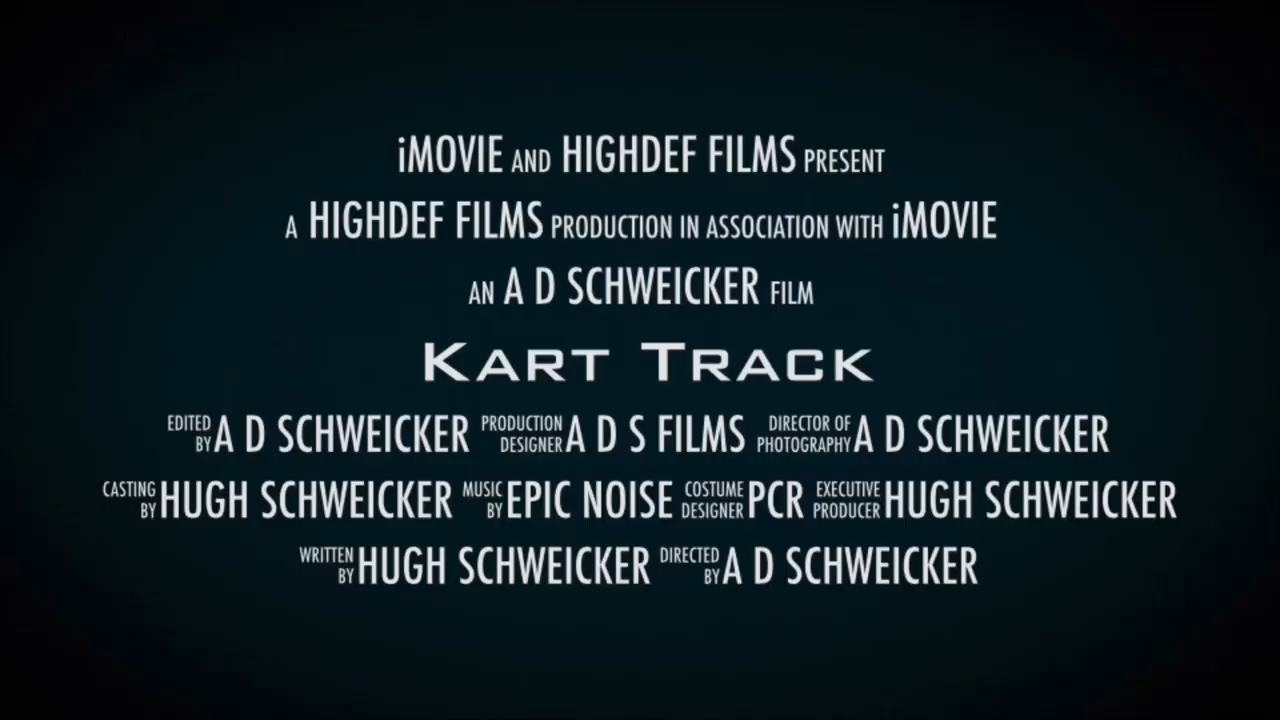 iMOVIE AND HIGHDEF FILMS PRESENT
A HIGHDEF FILMS PRODUCTION IN ASSOCIATION WITH iMOVIE
AN A D SCHWEICKER FILM
KART TRACK
EDITED BY A D SCHWEICKER PRODUCTION DESIGNER A D S FILMS DIRECTOR OF PHOTOGRAPHY A D SCHWEICKER
CASTING BY HUGH SCHWEICKER MUSIC BY EPIC NOISE COSTUME DESIGNER PCR EXECUTIVE PRODUCER HUGH SCHWEICKER
WRITTEN BY HUGH SCHWEICKER DIRECTED BY A D SCHWEICKER